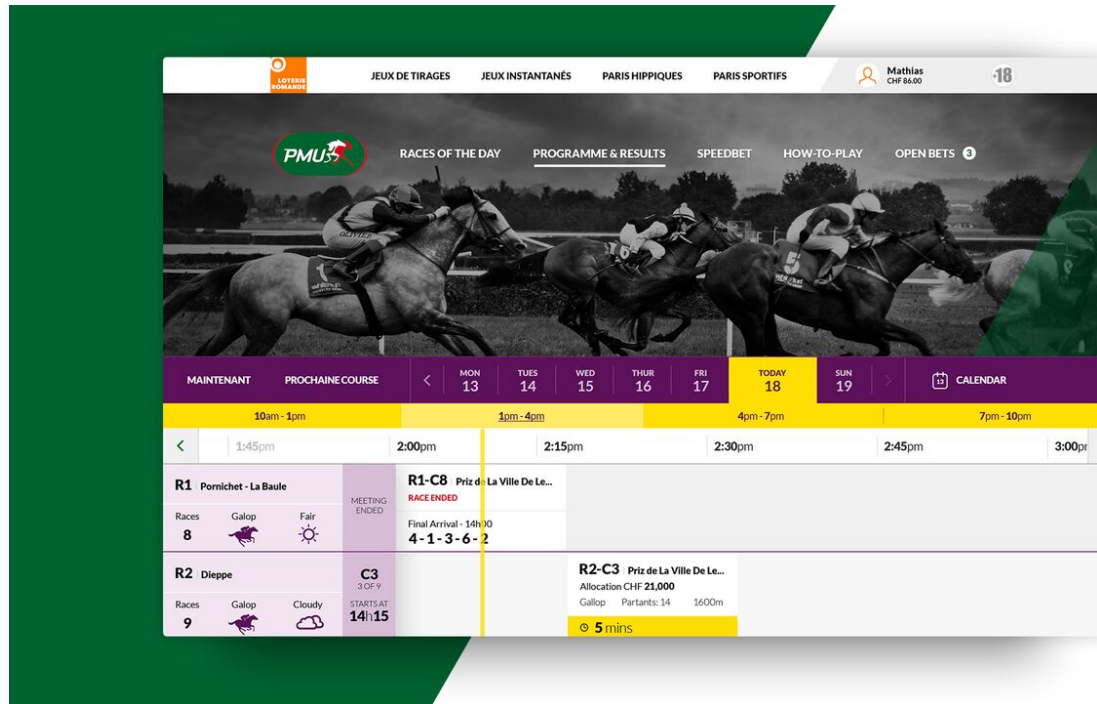 LOTERIE
ROMANDE
JEUX DE TIRAGES JEUX INSTANTANÉS PARIS HIPPIQUES PARIS SPORTIFS
Mathias
CHF 86.00
-18
PMU
RACES OF THE DAY PROGRAMME & RESULTS SPEEDBET HOW-TO-PLAY OPEN BETS 3
OLIVIER
1
5
MAINTENANT PROCHAINE COURSE
MON TUES WED THUR FRI TODAY SUN
13 14 15 16 17 18 19
13 CALENDAR
10am - 1pm 1pm - 4pm 4pm - 7pm 7pm - 10pm
1:45pm 2:00pm 2:15pm 2:30pm 2:45pm 3:00pr
R1 Pornichet - La Baule
MEETING
ENDED
Races Galop Fair
8
R1-C8 Priz de La Ville De Le...
RACE ENDED
Final Arrival - 14h00
4 - 1 - 3 - 6 - 2
R2 Dieppe
C3
3 OF 9
STARTS AT
14h15
Races Galop Cloudy
9
R2-C3 Priz de La Ville De Le...
Allocation CHF 21,000
Gallop Partants: 14 1600m
5 mins